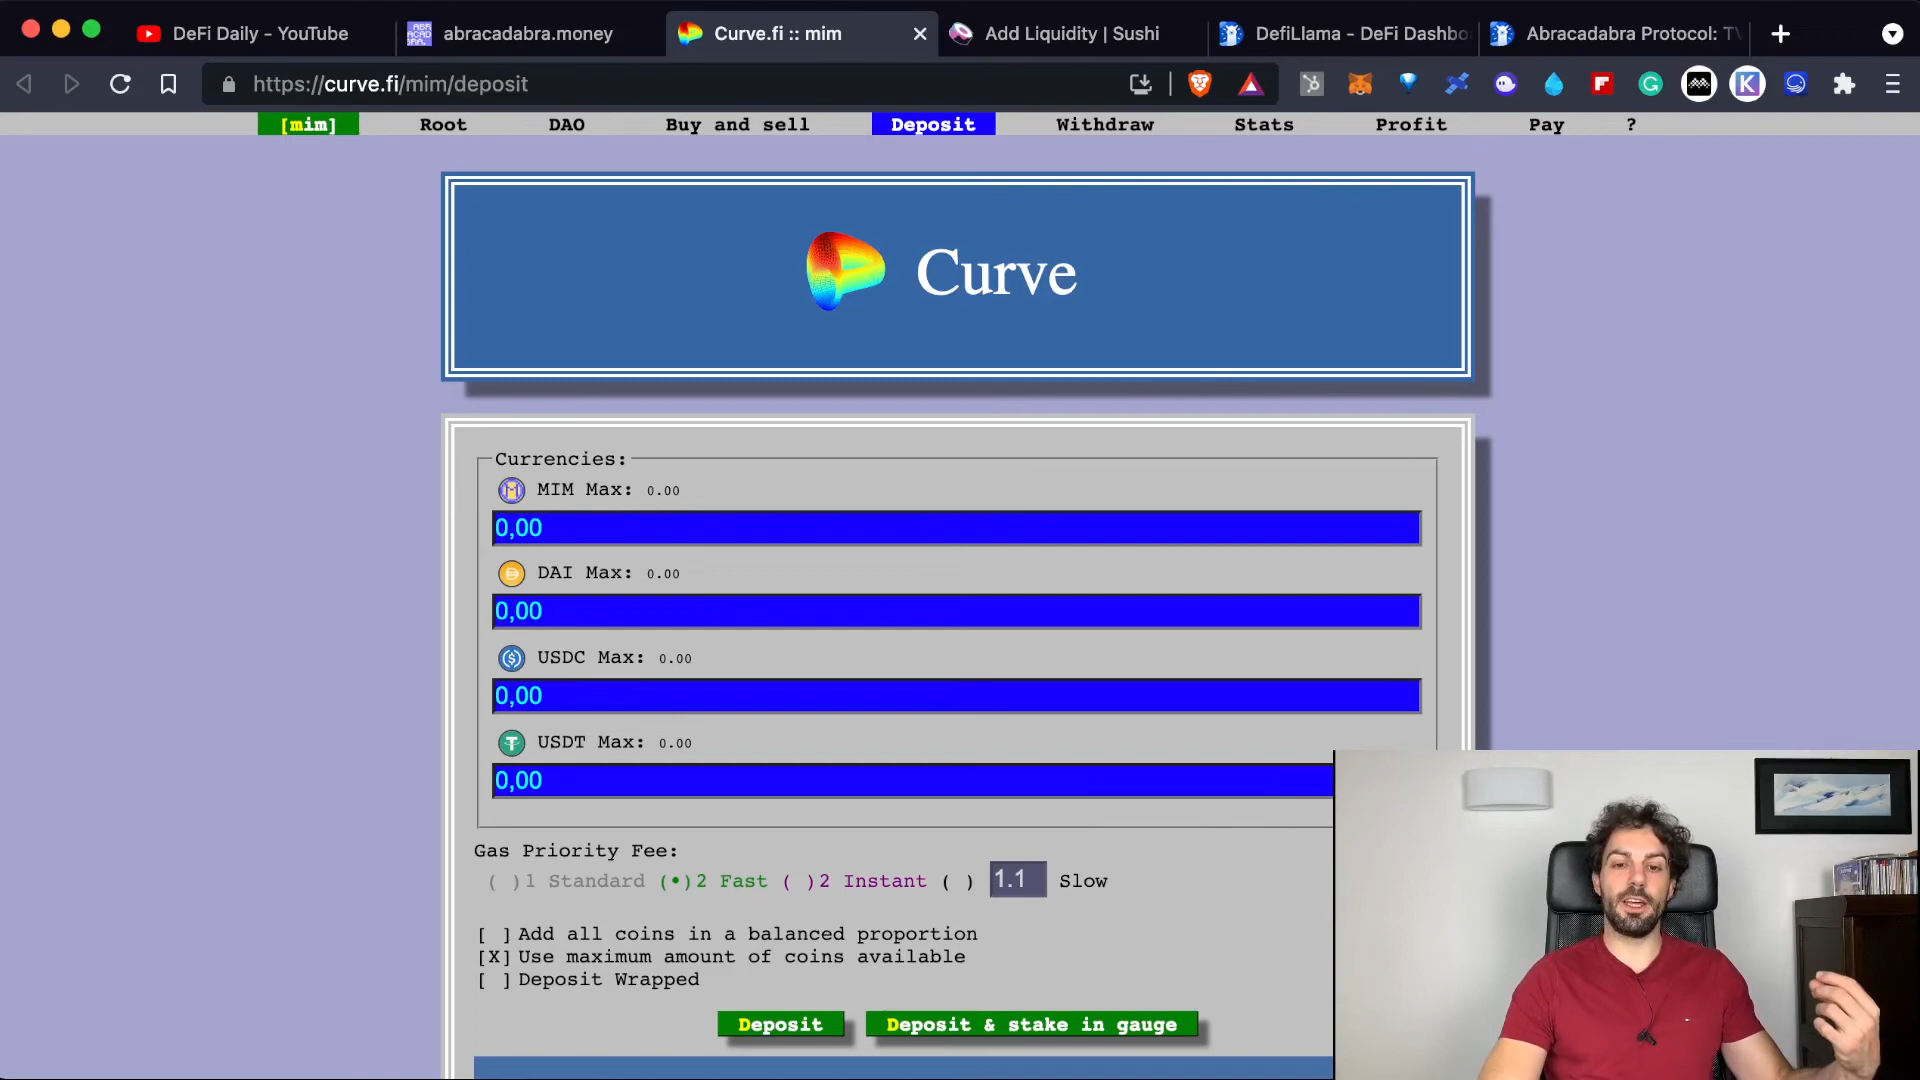 DeFi Daily - YouTube
abracadabra.money
Curve.fi :: mim
Add Liquidity | Sushi
DefiLlama - DeFi Dashbo
Abracadabra Protocol: TV
https://curve.fi/mim/deposit
[mim]
Root
DAO
Buy and sell
Deposit
Withdraw
Stats
Profit
Pay
?
Curve
Currencies:
MIM Max: 0.00
0,00
DAI Max: 0.00
0,00
USDC Max: 0.00
0,00
USDT Max: 0.00
0,00
Gas Priority Fee:
( )1 Standard (•)2 Fast ( )2 Instant ( ) 1.1 Slow
[ ] Add all coins in a balanced proportion
[X] Use maximum amount of coins available
[ ] Deposit Wrapped
Deposit
Deposit & stake in gauge